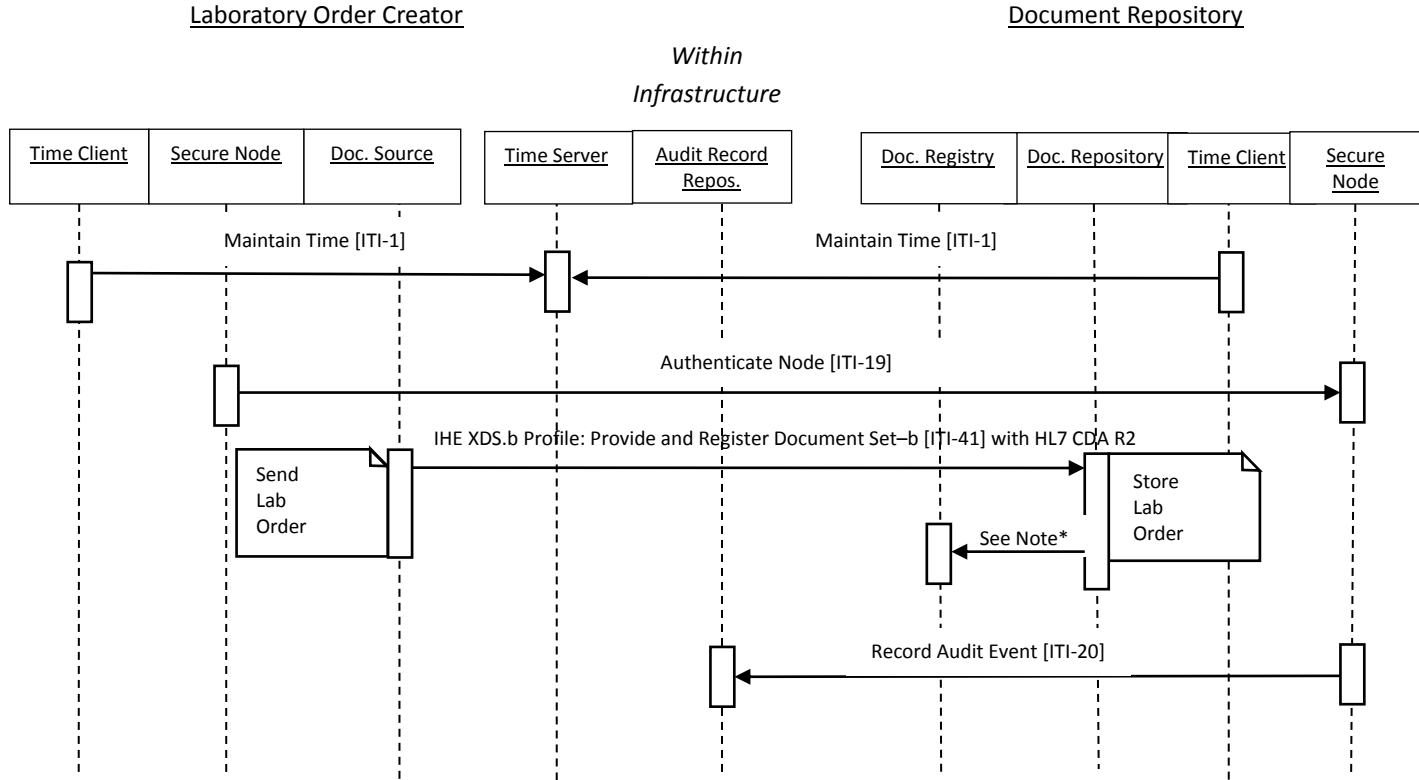 Laboratory Order Creator
Document Repository
Within
Infrastructure
Time Client
Secure Node
Doc. Source
Time Server
Audit Record
Repos.
Doc. Registry
Doc. Repository
Time Client
Secure
Node
Maintain Time [ITI-1]
Maintain Time [ITI-1]
Authenticate Node [ITI-19]
IHE XDS.b Profile: Provide and Register Document Set–b [ITI-41] with HL7 CDA R2
Send
Lab
Order
Store
Lab
Order
See Note*
Record Audit Event [ITI-20]